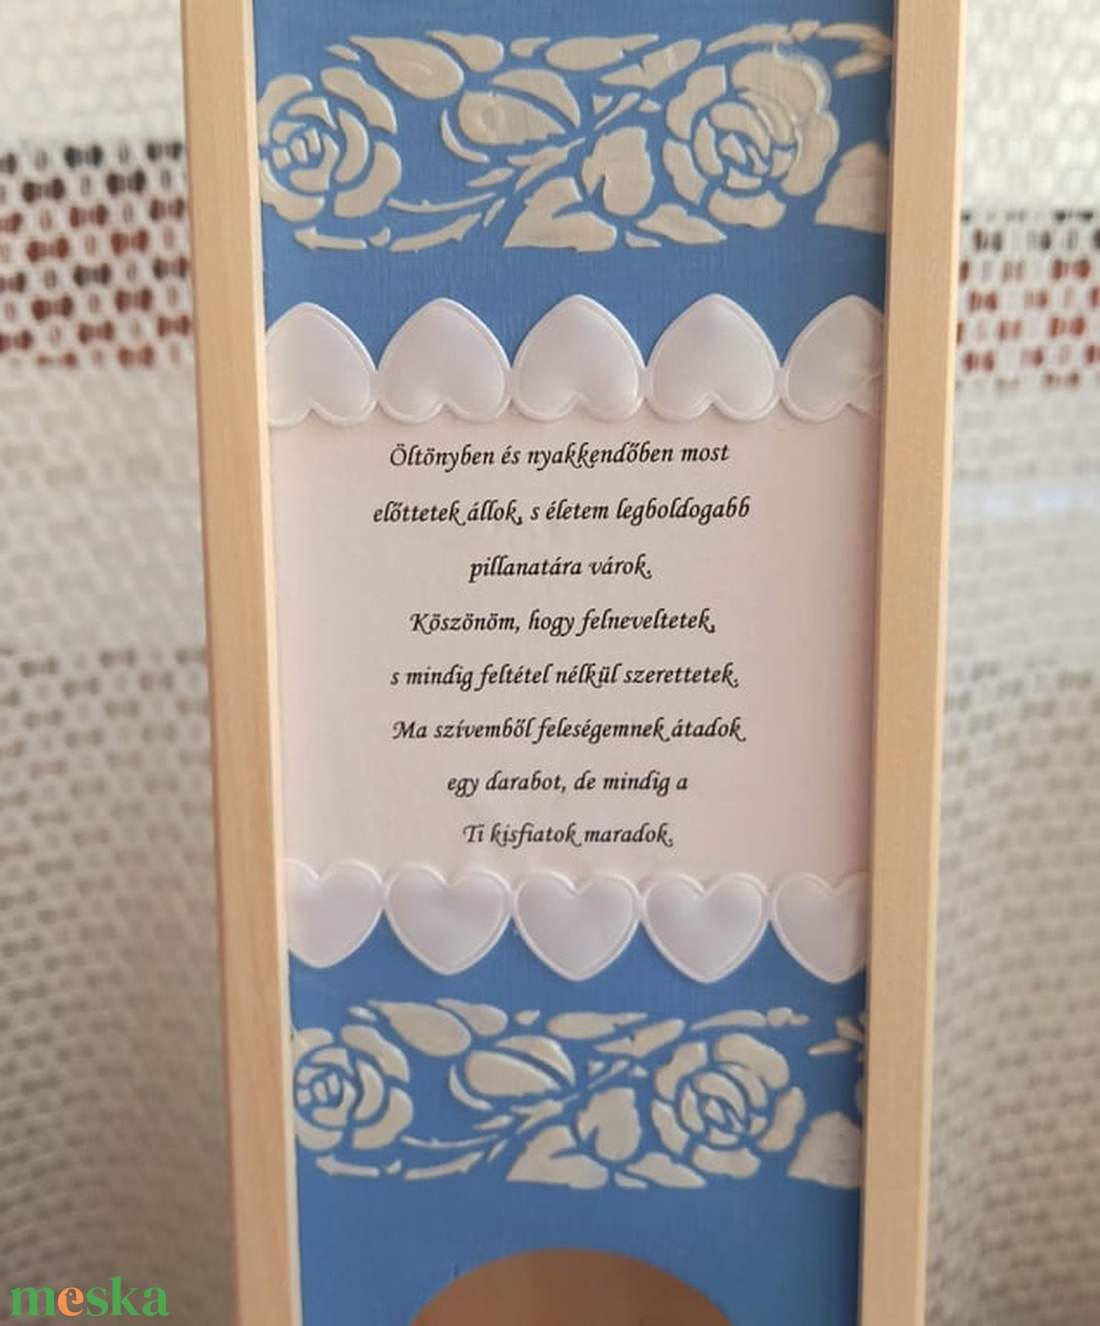 Öltönyben és nyakkendőben most
előttetek állok, s életem legboldogabb
pillanatára várok.
Köszönöm, hogy felneveltetek,
s mindig feltétel nélkül szerettetek.
Ma szívemből feleségemnek átadok
egy darabot, de mindig a
Ti kisfiatok maradok.
meska